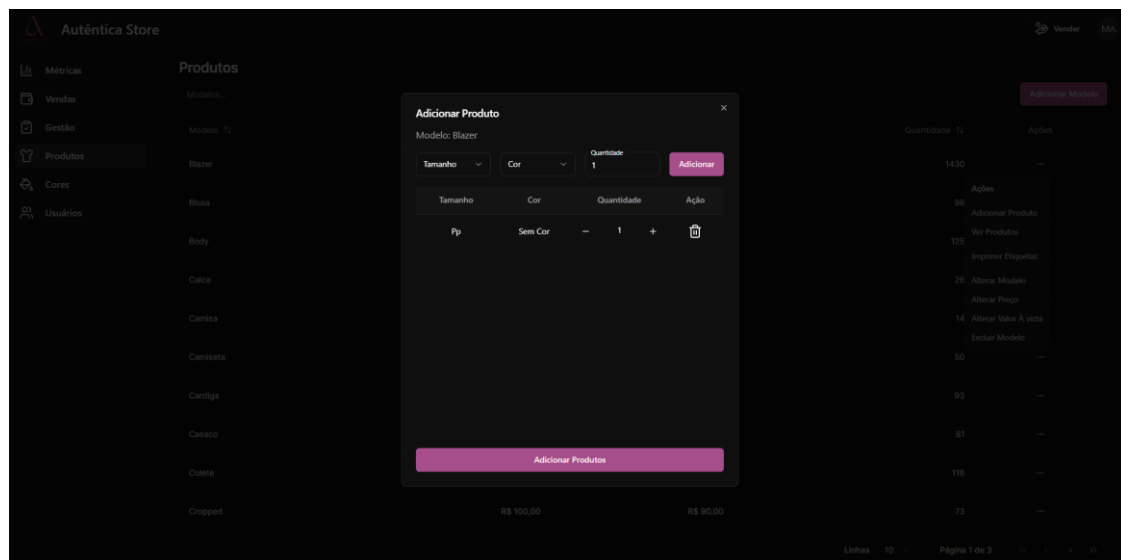 Autêntica Store
Vender MA
Métricas
Vendas
Gestão
Produtos
Cores
Usuários
Produtos
Modelos...
Adicionar Modelo
Modelo Quantidade Ações
Blazer 1430 ...
Blusa 98
Body 125
Calca 26
Camisa 14
Camiseta 50 ...
Cardiga 93 ...
Casaco 81 ...
Colete 116 ...
Cropped R$ 100,00 R$ 90,00 73 ...
Ações
Adicionar Produto
Ver Produtos
Imprimir Etiquetas
Alterar Modelo
Alterar Preço
Alterar Valor À vista
Excluir Modelo
Adicionar Produto
Modelo: Blazer
Tamanho Cor Quantidade 1 Adicionar
Tamanho Cor Quantidade Ação
Pp Sem Cor − 1 +
Adicionar Produtos
Linhas 10 Página 1 de 3